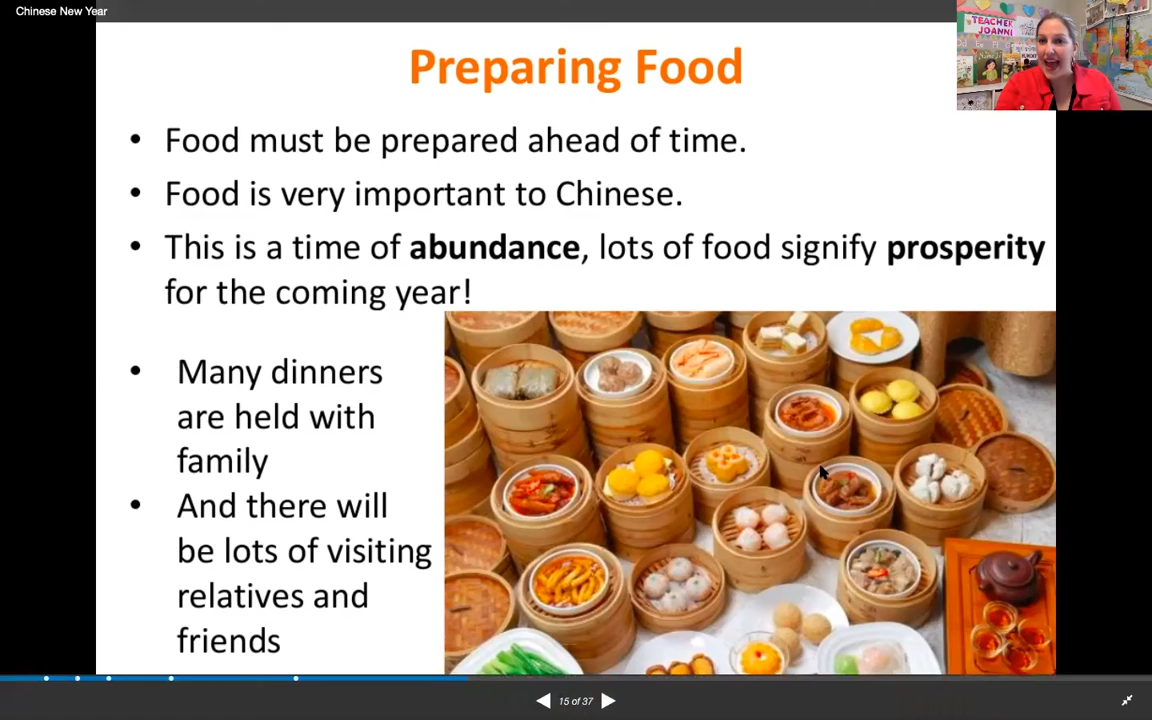 Chinese New Year
TEACHER
JOANNI
Preparing Food
• Food must be prepared ahead of time.
• Food is very important to Chinese.
• This is a time of abundance, lots of food signify prosperity
for the coming year!
• Many dinners
are held with
family
• And there will
be lots of visiting
relatives and
friends
15 of 37